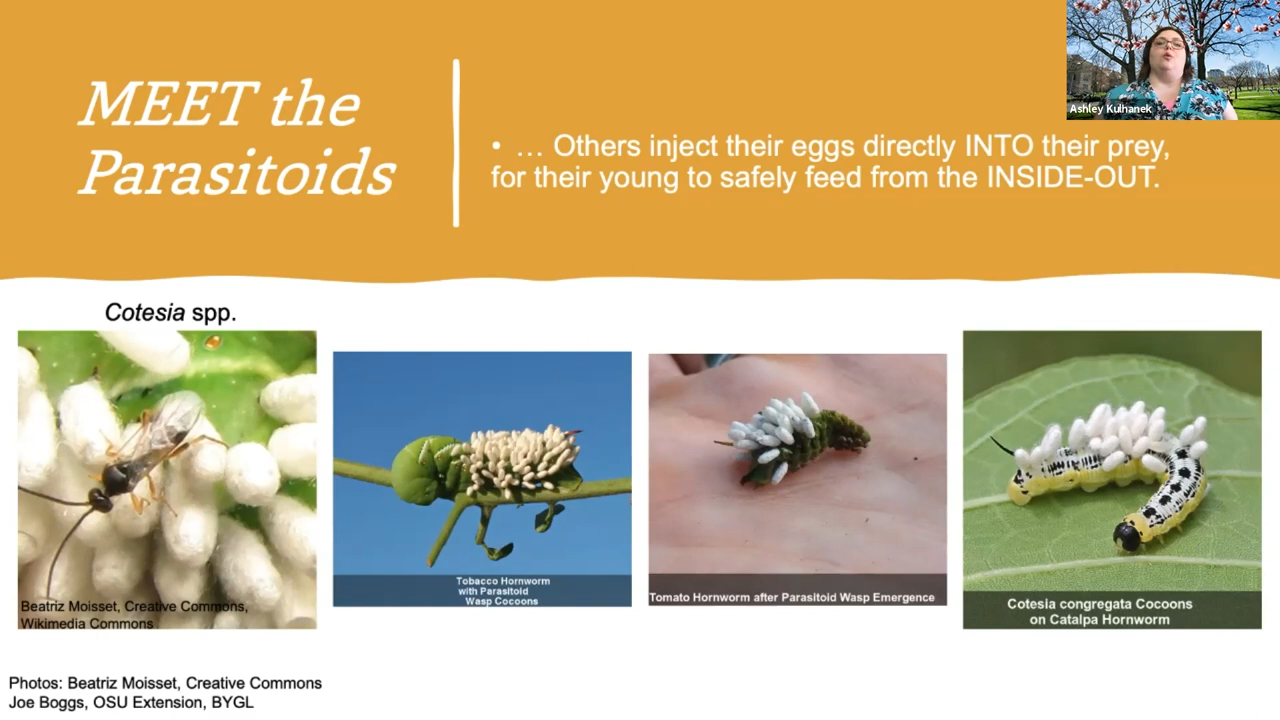 MEET the
Parasitoids
• … Others inject their eggs directly INTO their prey,
for their young to safely feed from the INSIDE-OUT.
Ashley Kulhanek
Cotesia spp.
Beatriz Moisset, Creative Commons,
Wikimedia Commons
Tobacco Hornworm
with Parasitoid
Wasp Cocoons
Tomato Hornworm after Parasitoid Wasp Emergence
Cotesia congregata Cocoons
on Catalpa Hornworm
Photos: Beatriz Moisset, Creative Commons
Joe Boggs, OSU Extension, BYGL